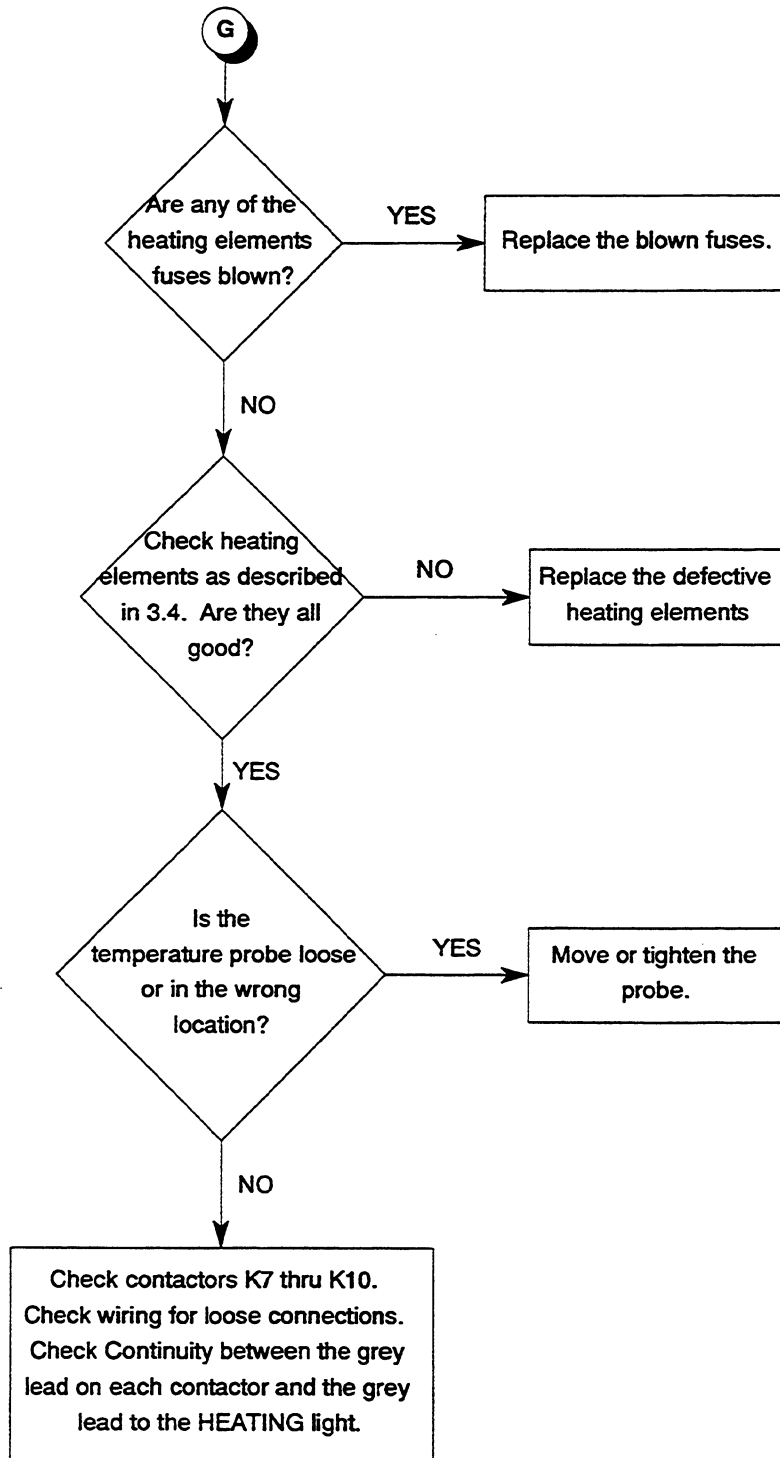 G
Are any of the
heating elements
fuses blown?
YES
Replace the blown fuses.
NO
Check heating
elements as described
in 3.4. Are they all
good?
NO
Replace the defective
heating elements
YES
Is the
temperature probe loose
or in the wrong
location?
YES
Move or tighten the
probe.
NO
Check contactors K7 thru K10.
Check wiring for loose connections.
Check Continuity between the grey
lead on each contactor and the grey
lead to the HEATING light.